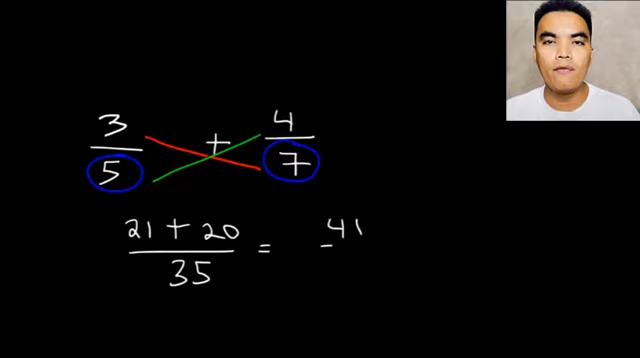 3/5 + 4/7
21 + 20/35 = 41